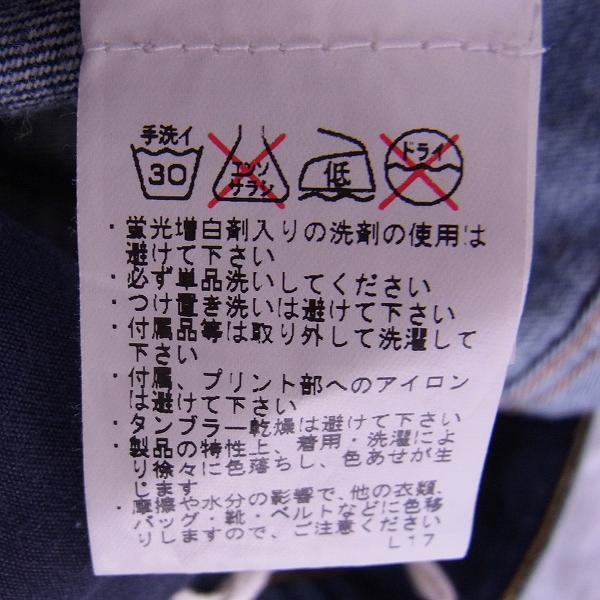 手洗イ
30 エンソ サラシ 低 ドライ
・蛍光増白剤入りの洗剤の使用は
避けて下さい
・必ず単品洗いしてください
・つけ置き洗いは避けて下さい
・付属品等は取り外して洗濯して
下さい
・付属、プリント部へのアイロン
は避けて下さい
・タンブラー乾燥は避けて下さい
・製品の特性上、着用・洗濯によ
り徐々に色落ちし、色あせが生
じます
・摩擦や水分の影響で、他の衣類、
バッグ・靴・ベルトなどに色移
りしますので、ご注意ください
L17